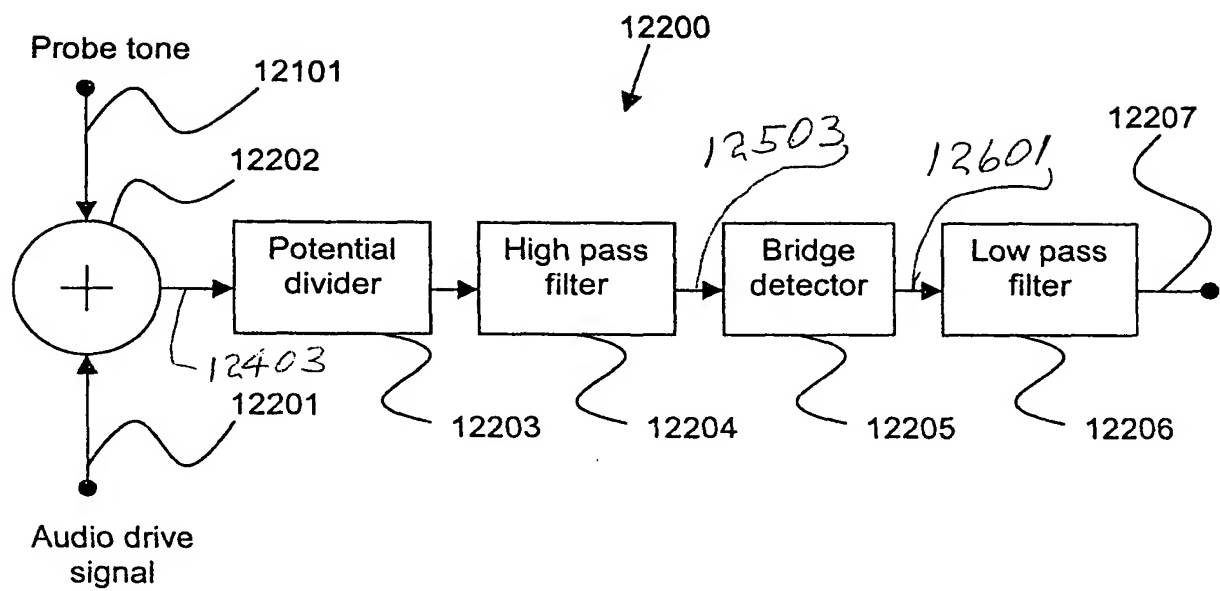 12200
Probe tone
12101
12202
12503
12601
12207
Potential
divider
High pass
filter
Bridge
detector
Low pass
filter
+
12403
12201
12203
12204
12205
12206
Audio drive
signal